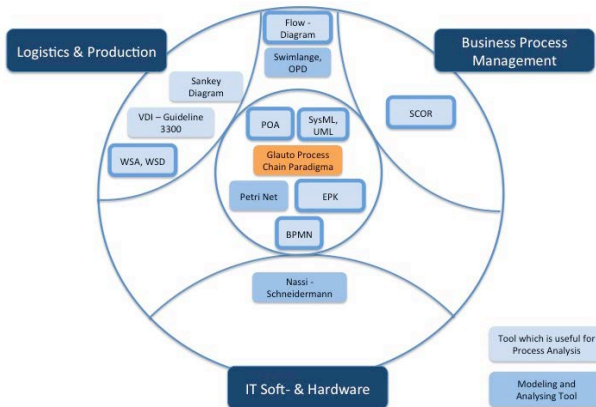 Logistics & Production
Flow -
Diagram
Business Process
Management
Swimlange,
OPD
Sankey
Diagram
VDI – Guideline
3300
WSA, WSD
SCOR
POA
SysML,
UML
Glauto Process
Chain Paradigma
Petri Net
EPK
BPMN
Nassi -
Schneidermann
Tool which is useful for
Process Analysis
IT Soft- & Hardware
Modeling and
Analysing Tool